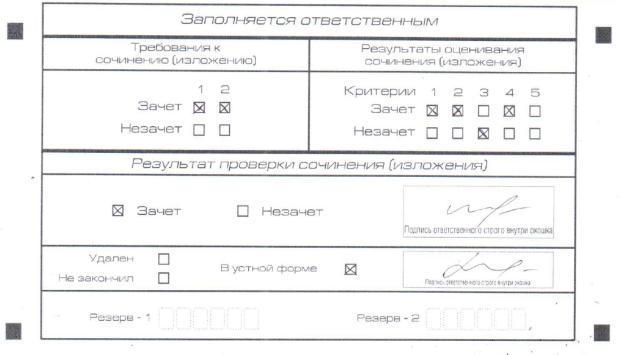 Заполняется ответственным
Требования к сочинению (изложению)
Результаты оценивания сочинения (изложения)
1 2
Зачет ☒ ☒
Незачет ☐ ☐
Критерии 1 2 3 4 5
Зачет ☒ ☒ ☐ ☒ ☐
Незачет ☐ ☐ ☒ ☐ ☐
Результат проверки сочинения (изложения)
☒ Зачет ☐ Незачет
Подпись ответственного строго внутри окошка
Удален ☐
Не закончил ☐
В устной форме ☒
Подпись ответственного строго внутри окошка
Резерв - 1
Резерв - 2